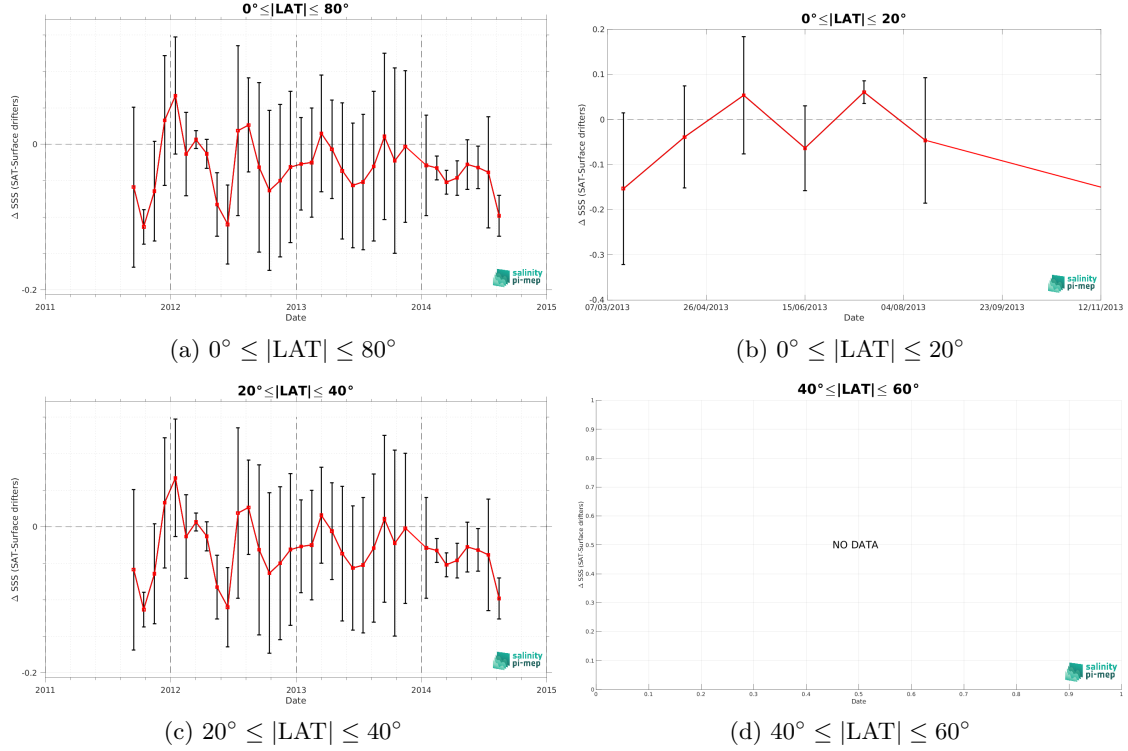 0°≤|LAT|≤ 80°
Δ SSS (SAT-Surface drifters)
0
-0.2
2011 2012 2013 2014 2015
Date
salinity
pi-mep
(a) 0° ≤ |LAT| ≤ 80°
0°≤|LAT|≤ 20°
Δ SSS (SAT-Surface drifters)
0.2
0.1
0
-0.1
-0.2
-0.3
-0.4
07/03/2013 26/04/2013 15/06/2013 04/08/2013 23/09/2013 12/11/2013
Date
salinity
pi-mep
(b) 0° ≤ |LAT| ≤ 20°
20°≤|LAT|≤ 40°
Δ SSS (SAT-Surface drifters)
0
-0.2
2011 2012 2013 2014 2015
Date
salinity
pi-mep
(c) 20° ≤ |LAT| ≤ 40°
40°≤|LAT|≤ 60°
Δ SSS (SAT-Surface drifters)
1
0.9
0.8
0.7
0.6
0.5
0.4
0.3
0.2
0.1
0
NO DATA
0 0.1 0.2 0.3 0.4 0.5 0.6 0.7 0.8 0.9 1
Date
salinity
pi-mep
(d) 40° ≤ |LAT| ≤ 60°